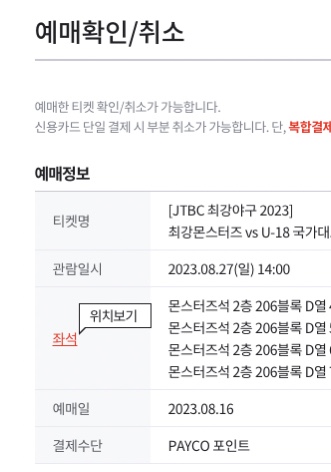 예매확인/취소
예매한 티켓 확인/취소가 가능합니다.
신용카드 단일 결제 시 부분 취소가 가능합니다. 단, 복합결제
예매정보
티켓명
[JTBC 최강야구 2023]
최강몬스터즈 vs U-18 국가대
관람일시
2023.08.27(일) 14:00
위치보기
좌석
몬스터즈석 2층 206블록 D열
몬스터즈석 2층 206블록 D열
몬스터즈석 2층 206블록 D열
몬스터즈석 2층 206블록 D열
예매일
2023.08.16
결제수단
PAYCO 포인트